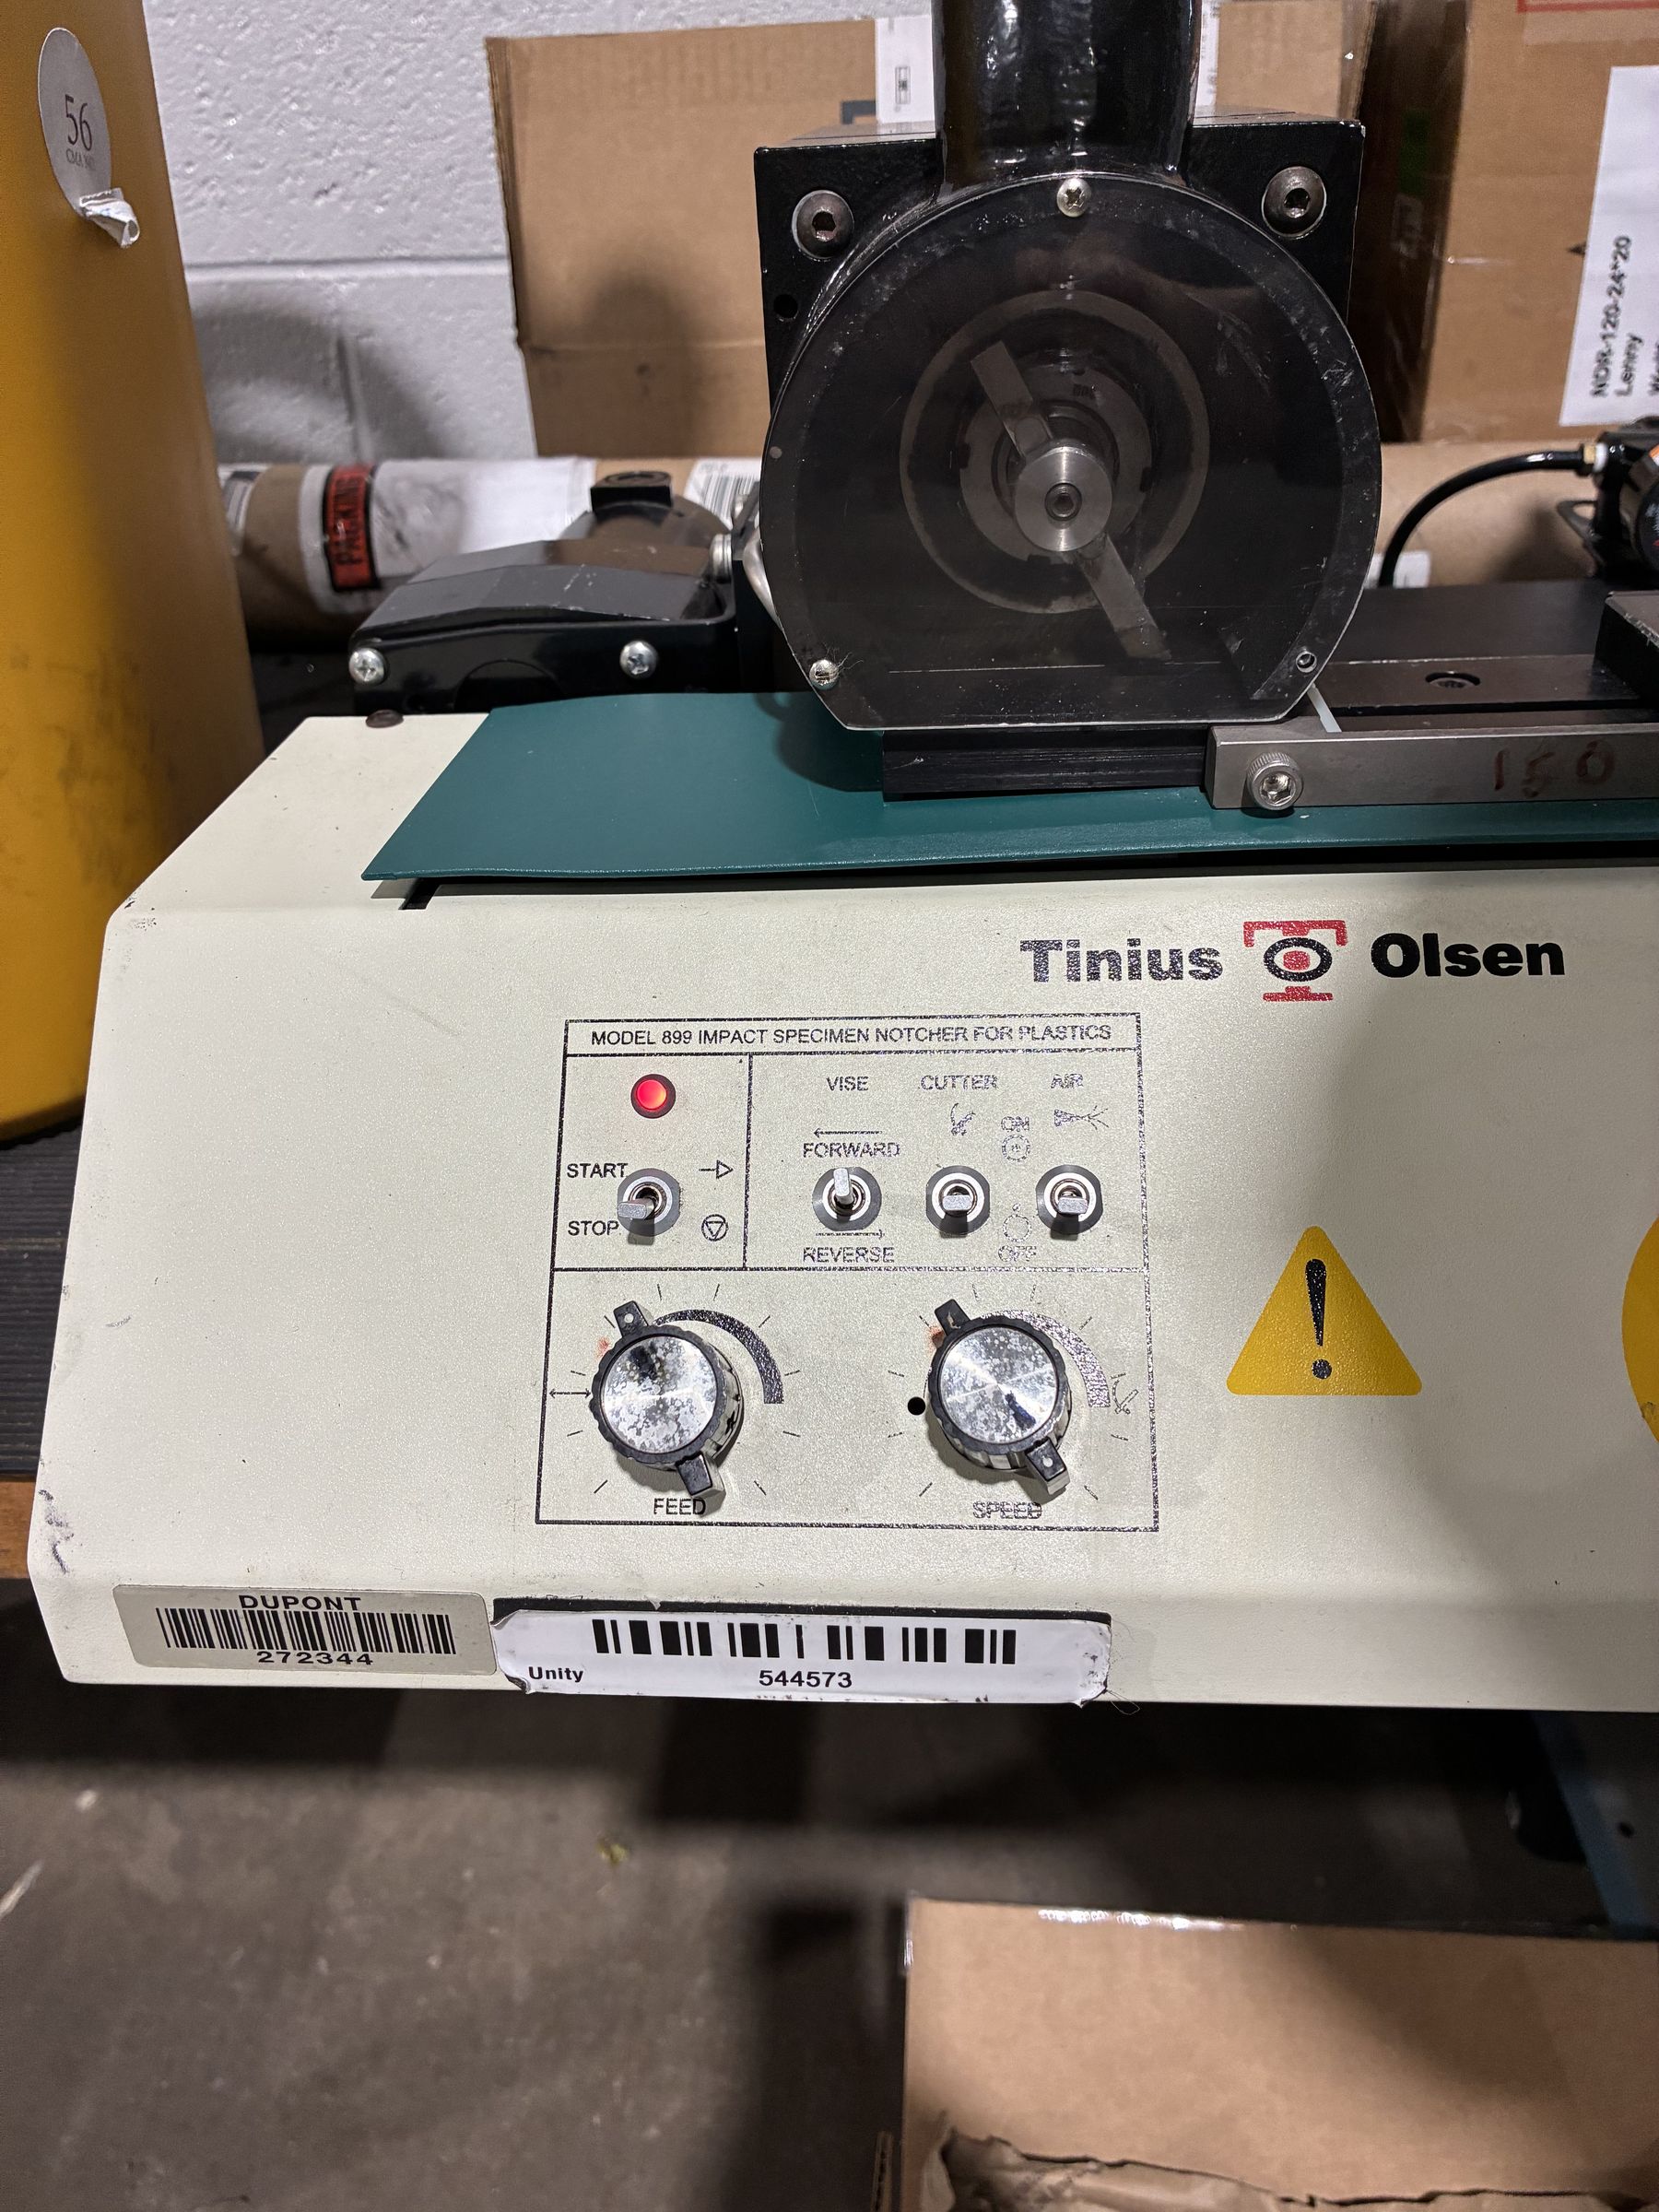 56
NDR-120-24*20
Lenny
PACKING
150
Tinius Olsen
MODEL 899 IMPACT SPECIMEN NOTCHER FOR PLASTICS
VISE CUTTER AIR
ON
FORWARD
START
STOP
OFF
REVERSE
FEED
SPEED
DUPONT
272344
Unity
544573